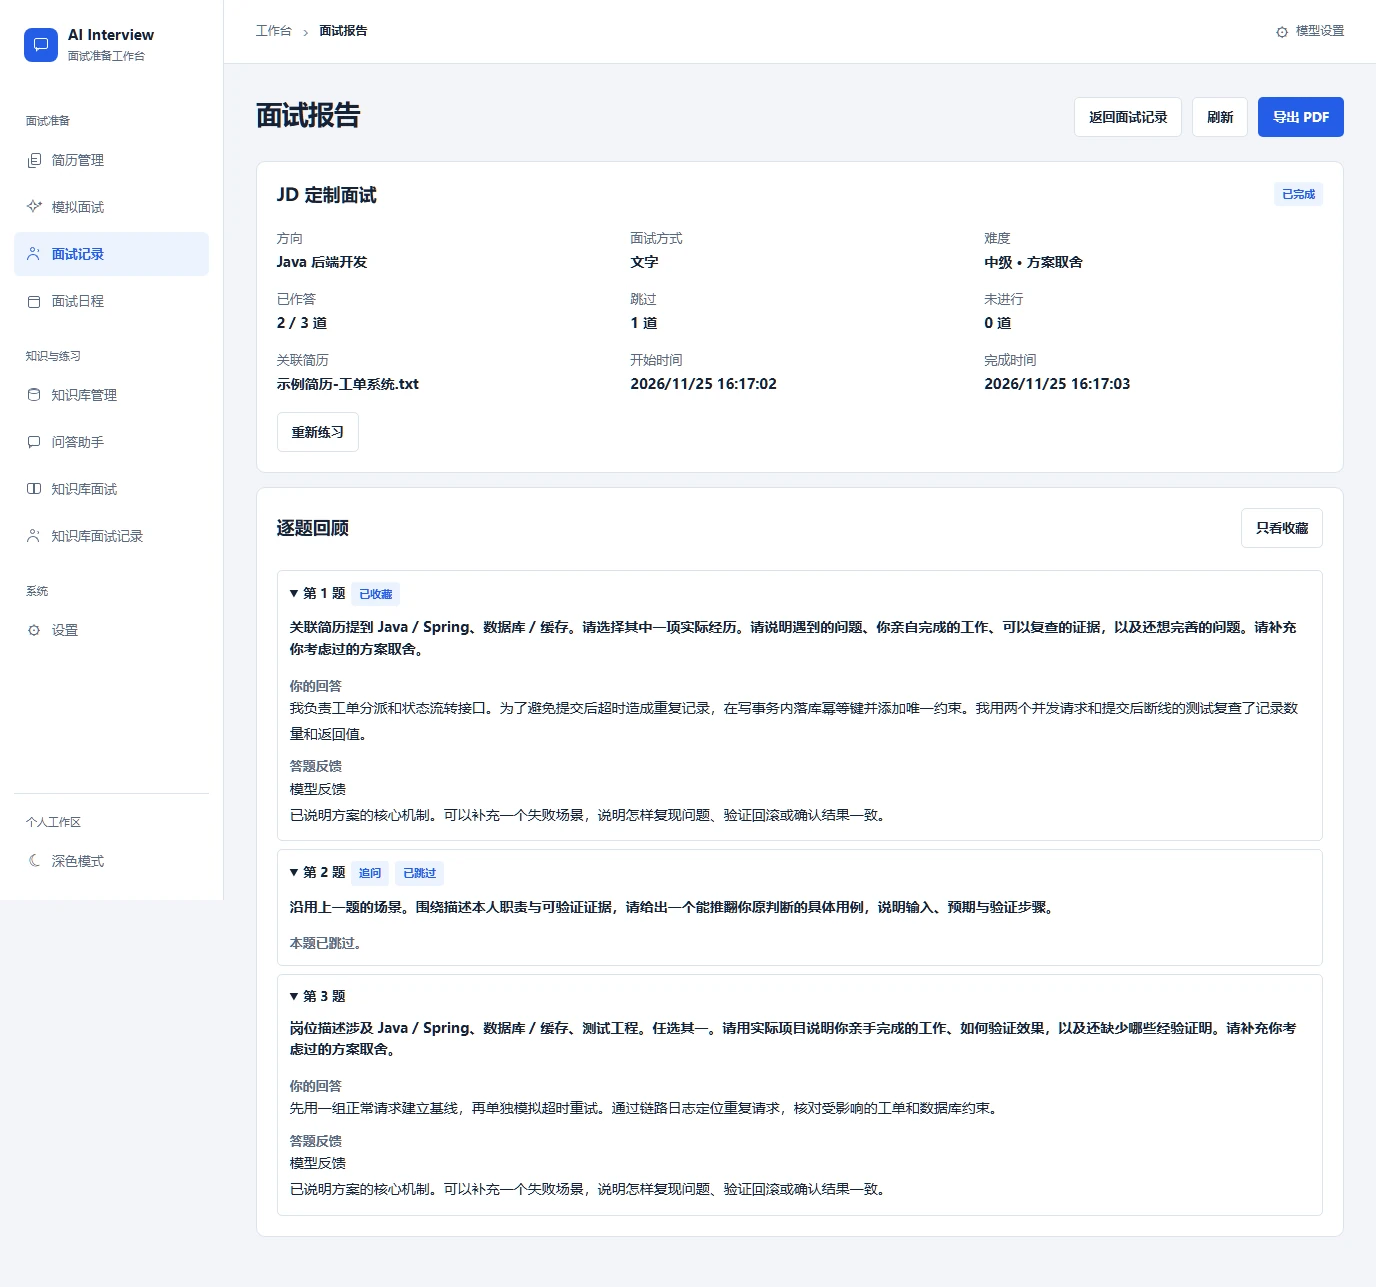 AI Interview
面试准备工作台
面试准备
简历管理
模拟面试
面试记录
面试日程
知识与练习
知识库管理
问答助手
知识库面试
知识库面试记录
系统
设置
个人工作区
深色模式
工作台 › 面试报告
模型设置
面试报告
返回面试记录
刷新
导出 PDF
JD 定制面试
已完成
方向
Java 后端开发
面试方式
文字
难度
中级 • 方案取舍
已作答
2 / 3 道
跳过
1 道
未进行
0 道
关联简历
示例简历-工单系统.txt
开始时间
2026/11/25 16:17:02
完成时间
2026/11/25 16:17:03
重新练习
逐题回顾
只看收藏
▼ 第 1 题 已收藏
关联简历提到 Java / Spring、数据库 / 缓存。请选择其中一项实际经历。请说明遇到的问题、你亲自完成的工作、可以复查的证据，以及还想完善的问题。请补充
你考虑过的方案取舍。
你的回答
我负责工单分派和状态流转接口。为了避免提交后超时造成重复记录，在写事务内落库幂等键并添加唯一约束。我用两个并发请求和提交后断线的测试复查了记录数
量和返回值。
答题反馈
模型反馈
已说明方案的核心机制。可以补充一个失败场景，说明怎样复现问题、验证回滚或确认结果一致。
▼ 第 2 题 追问 已跳过
沿用上一题的场景。围绕描述本人职责与可验证证据，请给出一个能推翻你原判断的具体用例，说明输入、预期与验证步骤。
本题已跳过。
▼ 第 3 题
岗位描述涉及 Java / Spring、数据库 / 缓存、测试工程。任选其一。请用实际项目说明你亲手完成的工作、如何验证效果，以及还缺少哪些经验证明。请补充你考
虑过的方案取舍。
你的回答
先用一组正常请求建立基线，再单独模拟超时重试。通过链路日志定位重复请求，核对受影响的工单和数据库约束。
答题反馈
模型反馈
已说明方案的核心机制。可以补充一个失败场景，说明怎样复现问题、验证回滚或确认结果一致。